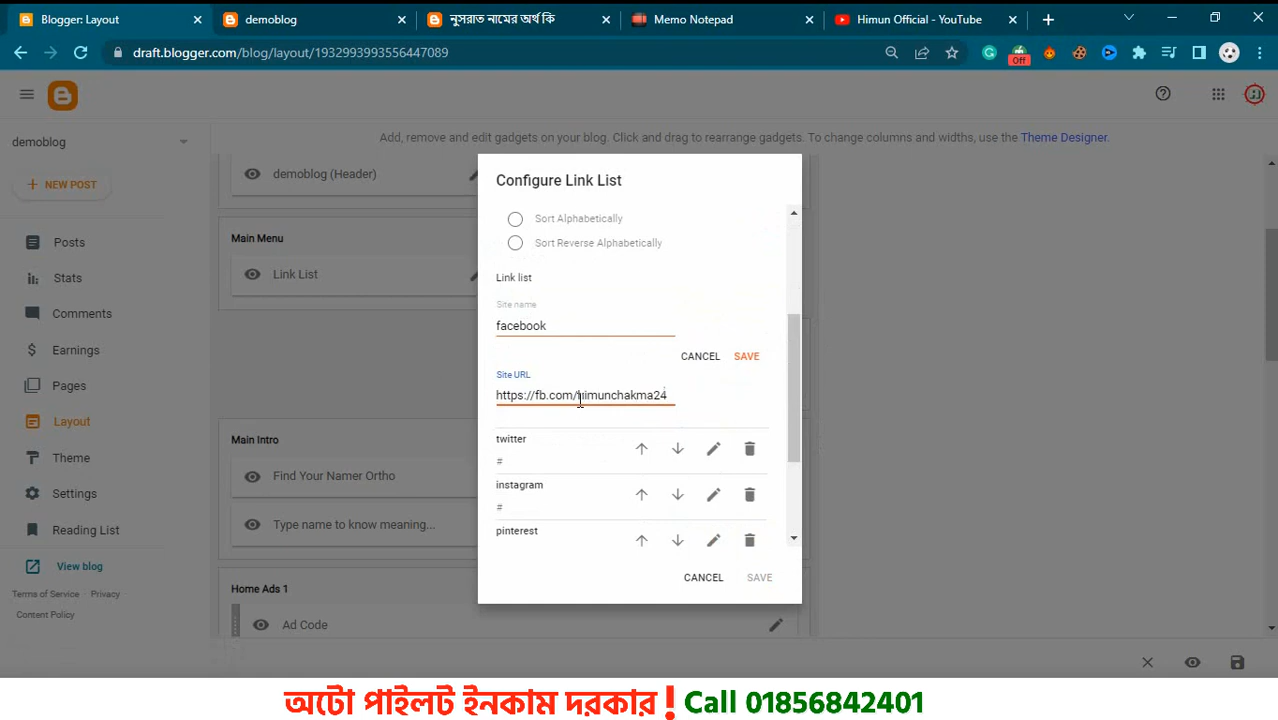 Blogger: Layout
demoblog
নুসরাত নামের অর্থ কি
Memo Notepad
Himun Official - YouTube
draft.blogger.com/blog/layout/1932993993556447089
Off
demoblog
Add, remove and edit gadgets on your blog. Click and drag to rearrange gadgets. To change columns and widths, use the Theme Designer.
NEW POST
Posts
Stats
Comments
Earnings
Pages
Layout
Theme
Settings
Reading List
View blog
Terms of Service · Privacy ·
Content Policy
demoblog (Header)
Main Menu
Link List
Main Intro
Find Your Namer Ortho
Type name to know meaning...
Home Ads 1
Ad Code
Configure Link List
Sort Alphabetically
Sort Reverse Alphabetically
Link list
Site name
facebook
CANCEL SAVE
Site URL
https://fb.com/himunchakma24
twitter
#
instagram
#
pinterest
CANCEL SAVE
অটো পাইলট ইনকাম দরকার ! Call 01856842401